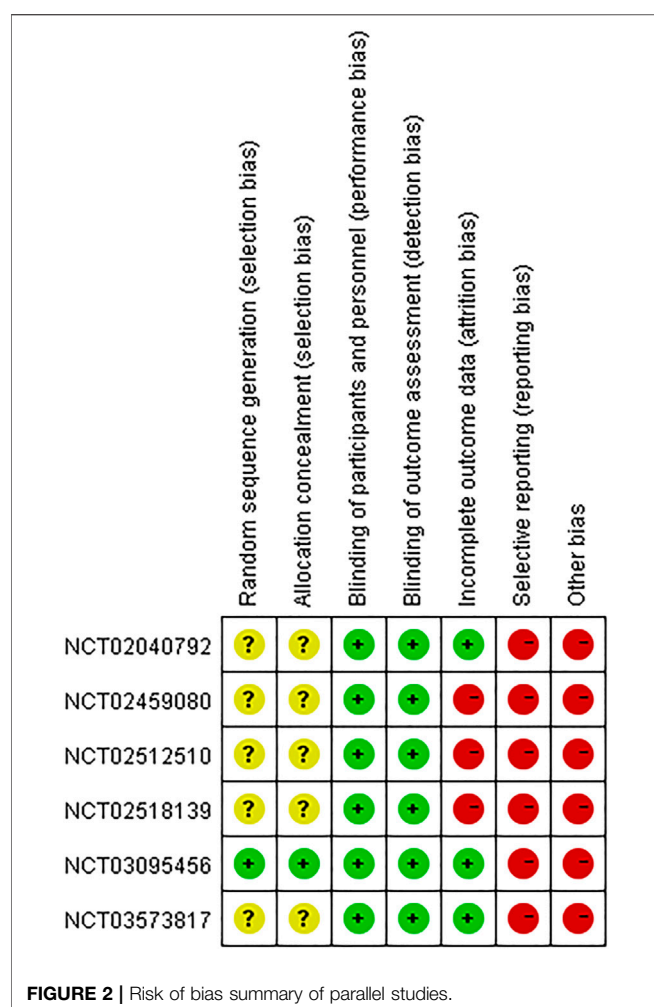 Random sequence generation (selection bias)
Allocation concealment (selection bias)
Blinding of participants and personnel (performance bias)
Blinding of outcome assessment (detection bias)
Incomplete outcome data (attrition bias)
Selective reporting (reporting bias)
Other bias
NCT02040792 ? ? + + + - -
NCT02459080 ? ? + + - - -
NCT02512510 ? ? + + - - -
NCT02518139 ? ? + + - - -
NCT03095456 + + + + + - -
NCT03573817 ? ? + + + - -
FIGURE 2 | Risk of bias summary of parallel studies.